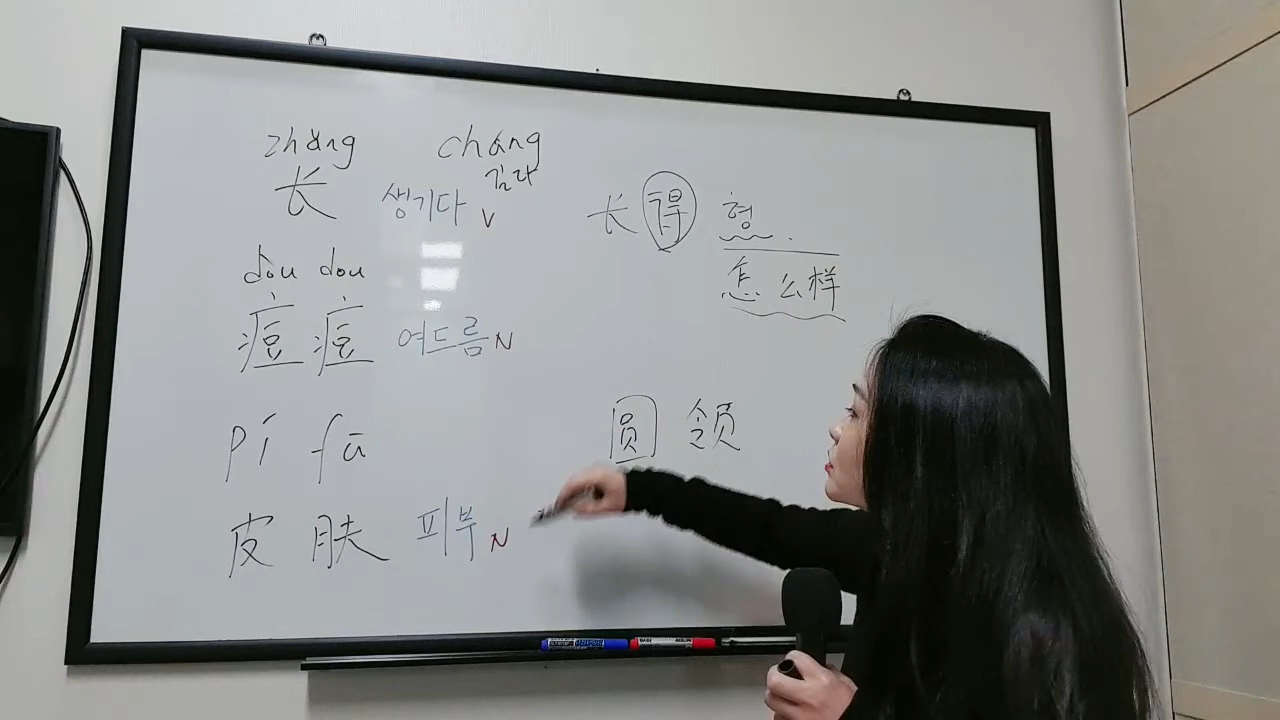 zhǎng cháng
长 생기다 V 길다
dòu dou
痘痘 여드름 N
pí fū
皮肤 피부 N
长得 형.
怎么样
圆领